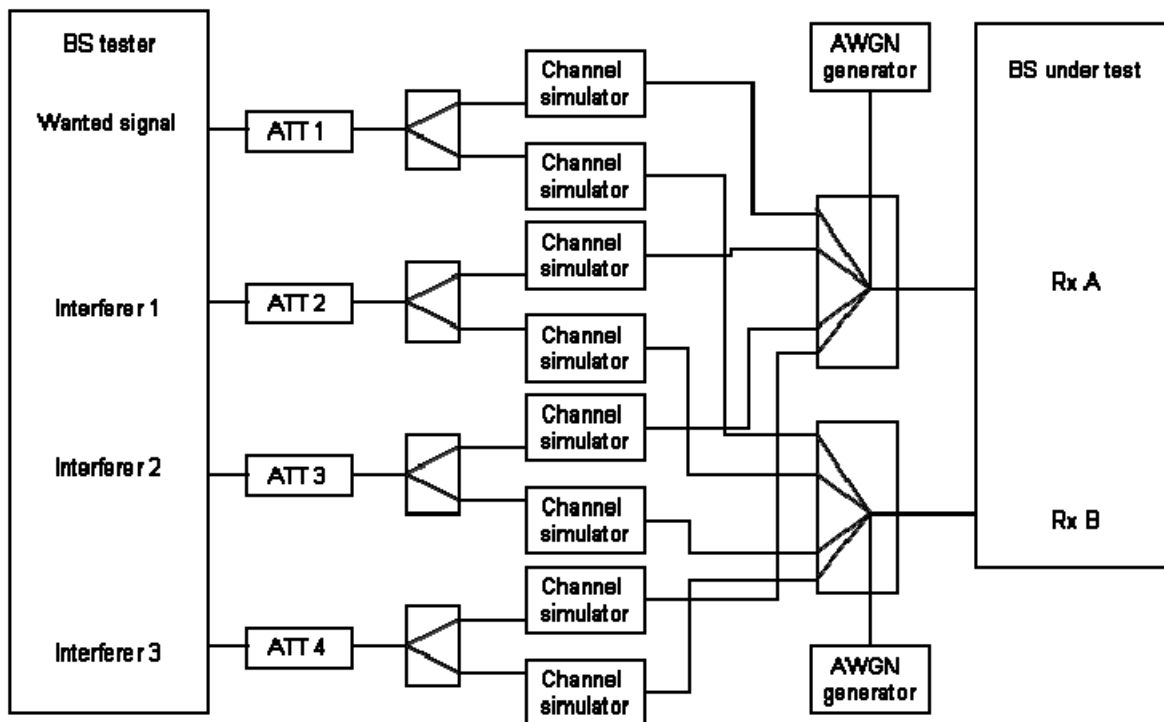 BS tester
Wanted signal
Interferer 1
Interferer 2
Interferer 3
ATT 1
ATT 2
ATT 3
ATT 4
Channel
simulator
Channel
simulator
Channel
simulator
Channel
simulator
Channel
simulator
Channel
simulator
Channel
simulator
Channel
simulator
AWGN
generator
AWGN
generator
BS under test
Rx A
Rx B